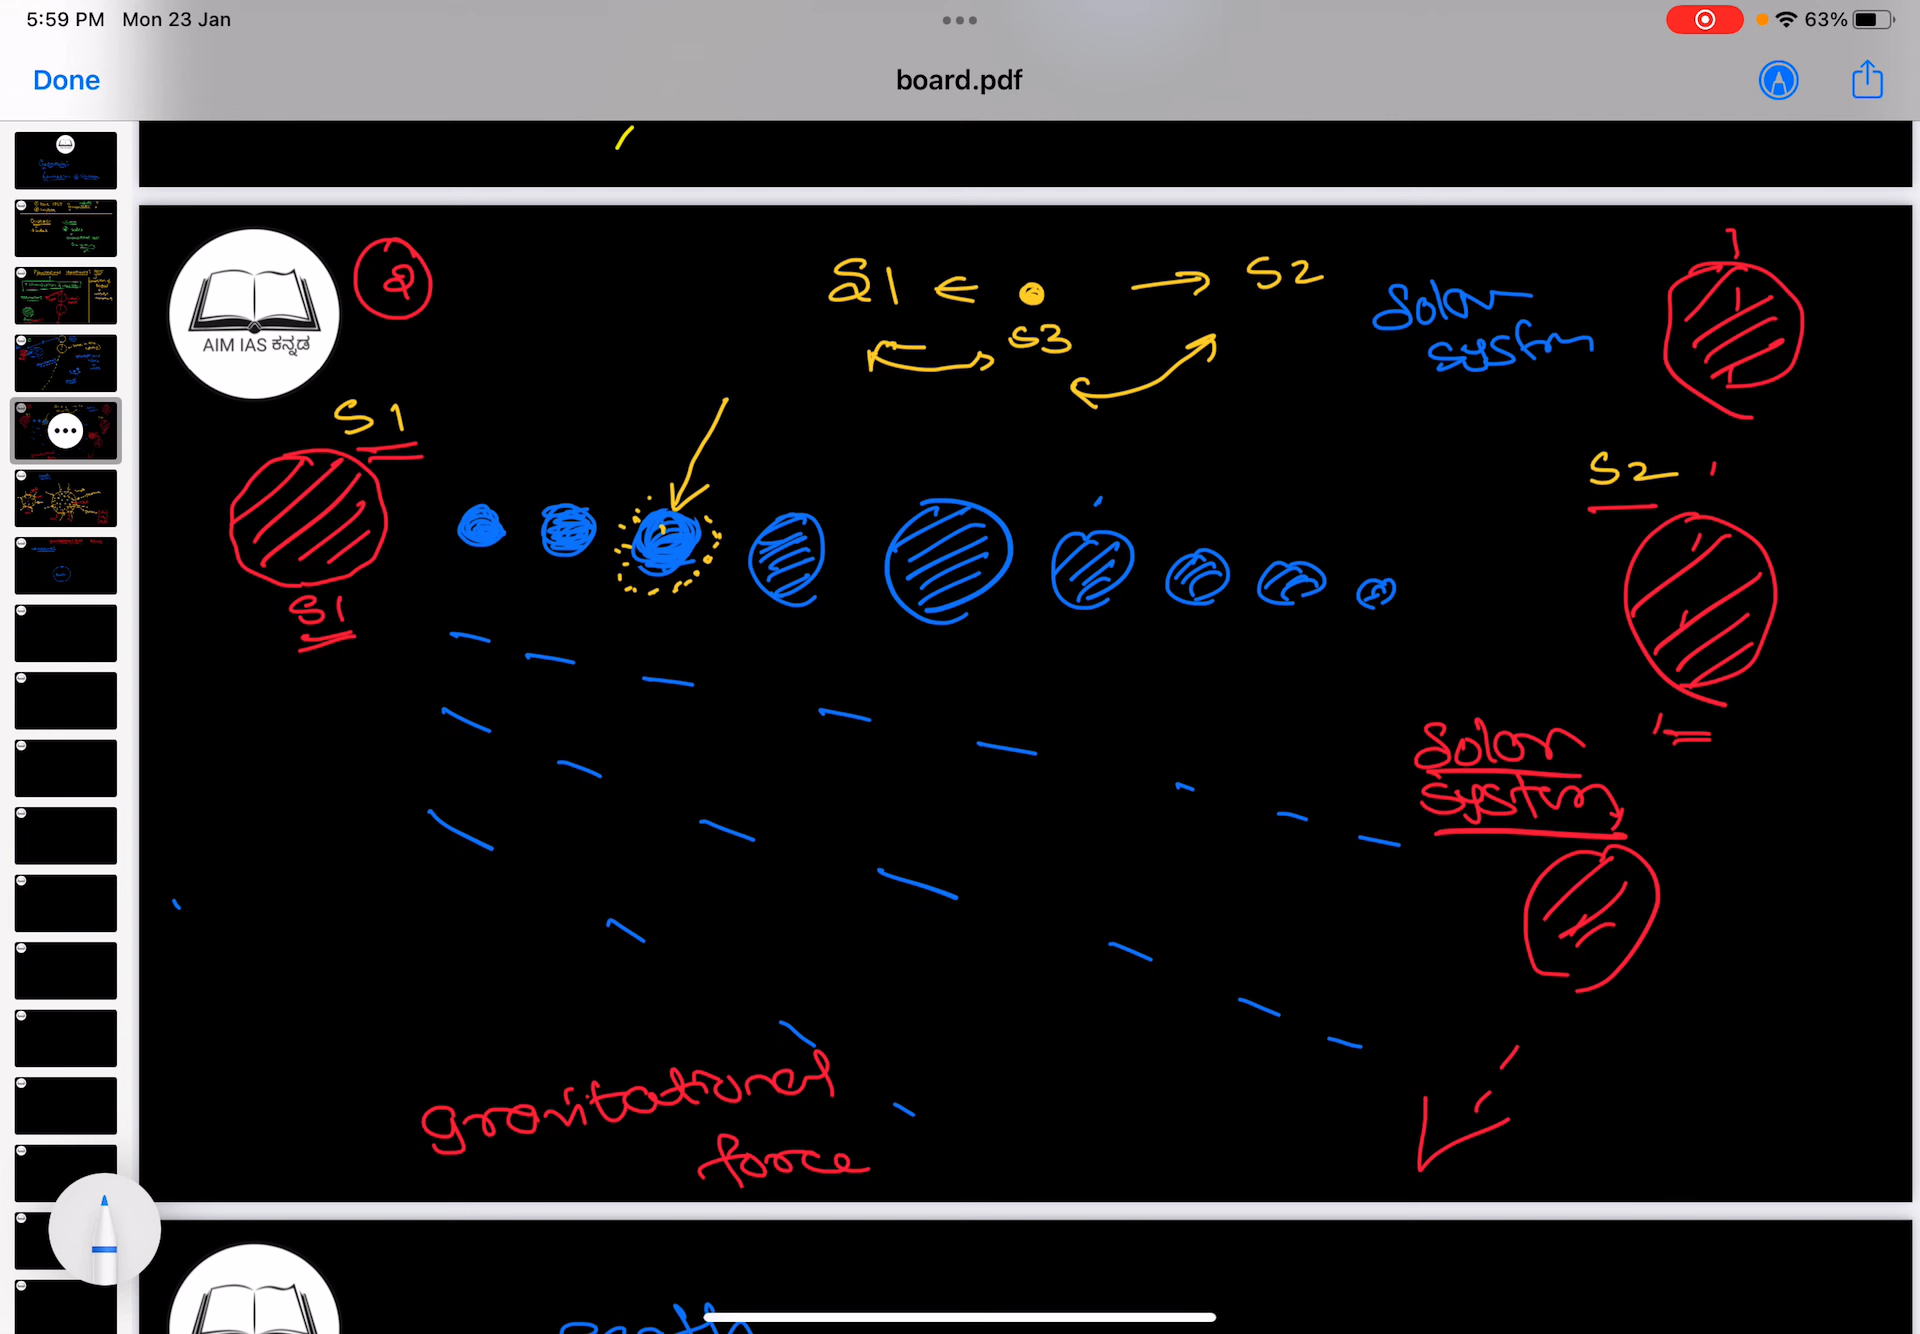 5:59 PM Mon 23 Jan
63%
Done
board.pdf
AIM IAS ಕನ್ನಡ
2
S1 ← → S2
S3
Solar
system
S1
S2
S1
Solar
system
gravitational
force